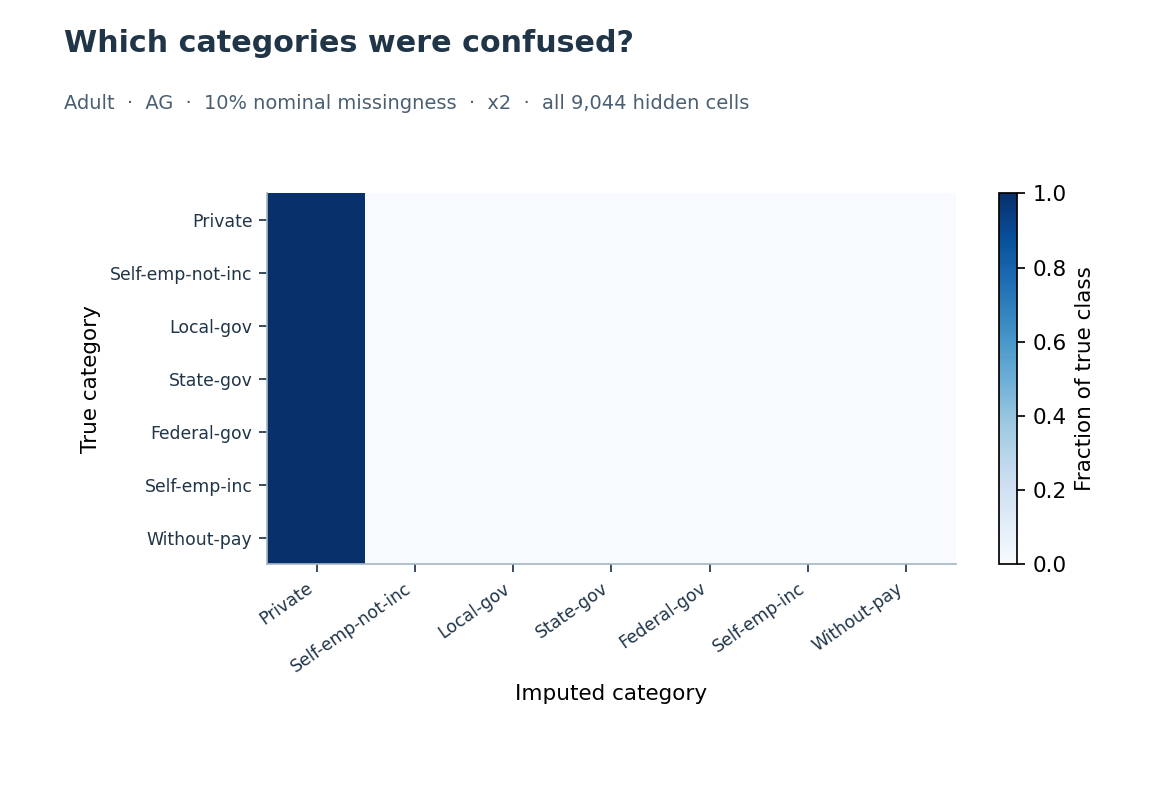 Which categories were confused?
Adult · AG · 10% nominal missingness · x2 · all 9,044 hidden cells
True category
Private
Self-emp-not-inc
Local-gov
State-gov
Federal-gov
Self-emp-inc
Without-pay
Private
Self-emp-not-inc
Local-gov
State-gov
Federal-gov
Self-emp-inc
Without-pay
Imputed category
1.0
0.8
0.6
0.4
0.2
0.0
Fraction of true class